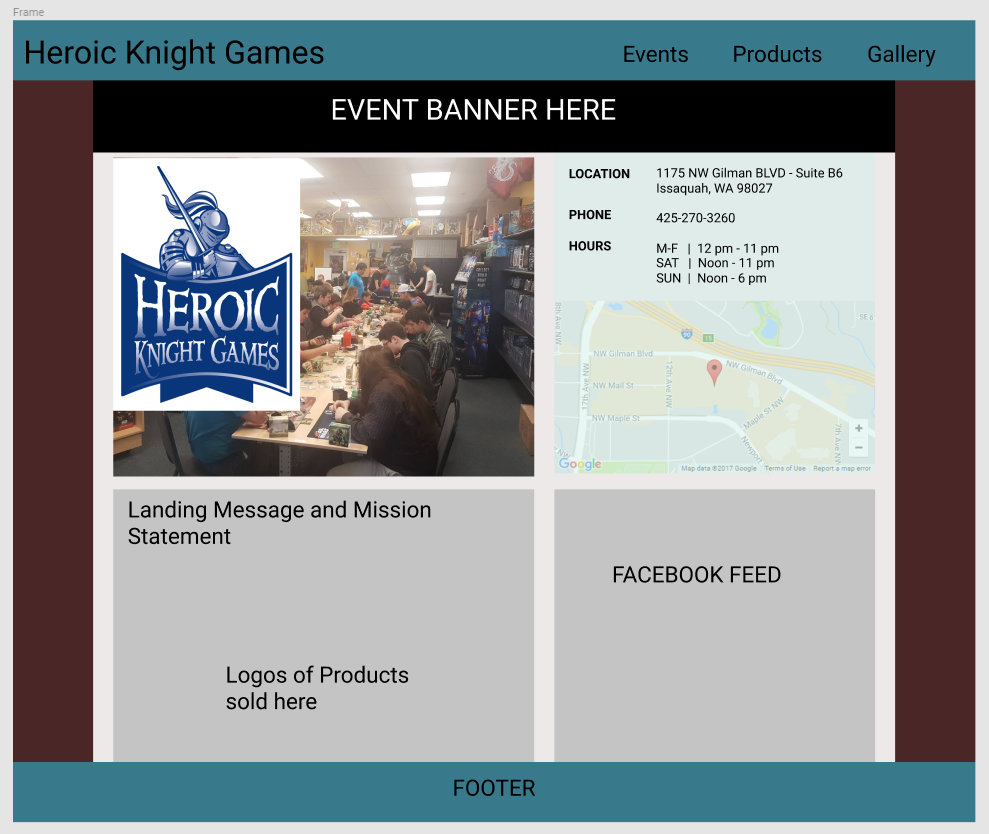 Frame
Heroic Knight Games
Events
Products
Gallery
EVENT BANNER HERE
HEROIC
KNIGHT GAMES
LOCATION
1175 NW Gilman BLVD - Suite B6
Issaquah, WA 98027
PHONE
425-270-3260
HOURS
M-F | 12 pm - 11 pm
SAT | Noon - 11 pm
SUN | Noon - 6 pm
8th Ave NW
SE 6
90
15
NW Gilman Blvd
NW Gilman Blvd
17th Ave NW
12th Ave NW
NW Mall St
NW Maple St
Maple St NW
Newport
7th Ave NW
+
−
Google
Map data ©2017 Google
Terms of Use
Report a map error
Landing Message and Mission
Statement
FACEBOOK FEED
Logos of Products
sold here
FOOTER